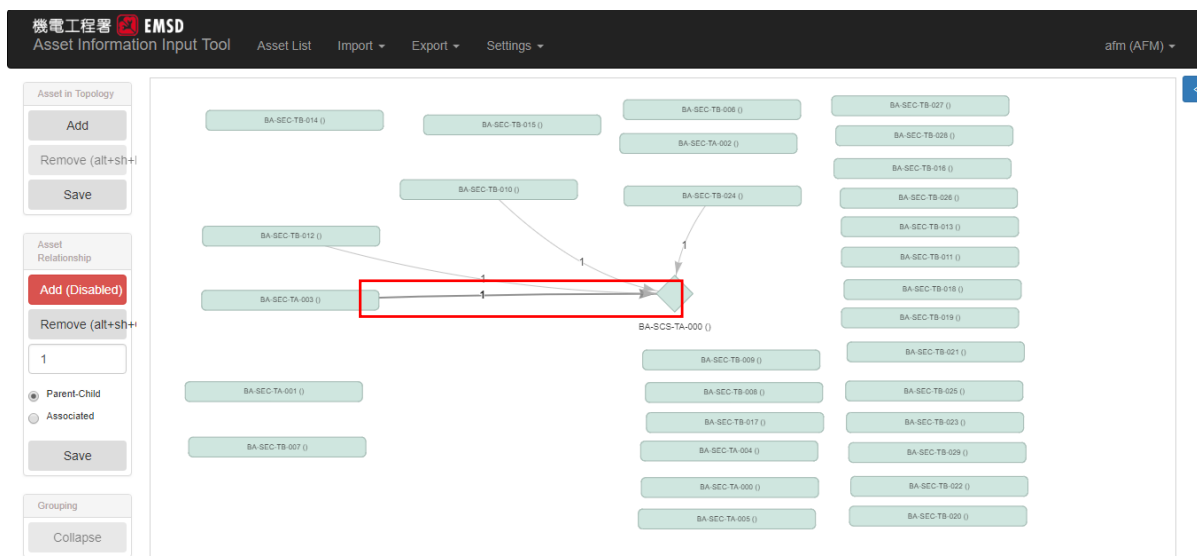 機電工程署 EMSD
Asset Information Input Tool Asset List Import Export Settings afm (AFM)
Asset in Topology
Add
Remove (alt+sh+
Save
Asset
Relationship
Add (Disabled)
Remove (alt+sh+
1
Parent-Child
Associated
Save
Grouping
Collapse
BA-SEC-TB-014 ()
BA-SEC-TB-015 ()
BA-SEC-TB-006 ()
BA-SEC-TA-002 ()
BA-SEC-TB-010 ()
BA-SEC-TB-024 ()
BA-SEC-TB-012 ()
BA-SEC-TA-003 ()
1
1
1
1
BA-SCS-TA-000 ()
BA-SEC-TA-001 ()
BA-SEC-TB-007 ()
BA-SEC-TB-009 ()
BA-SEC-TB-008 ()
BA-SEC-TB-017 ()
BA-SEC-TA-004 ()
BA-SEC-TA-000 ()
BA-SEC-TA-005 ()
BA-SEC-TB-027 ()
BA-SEC-TB-028 ()
BA-SEC-TB-016 ()
BA-SEC-TB-026 ()
BA-SEC-TB-013 ()
BA-SEC-TB-011 ()
BA-SEC-TB-018 ()
BA-SEC-TB-019 ()
BA-SEC-TB-021 ()
BA-SEC-TB-025 ()
BA-SEC-TB-023 ()
BA-SEC-TB-029 ()
BA-SEC-TB-022 ()
BA-SEC-TB-020 ()